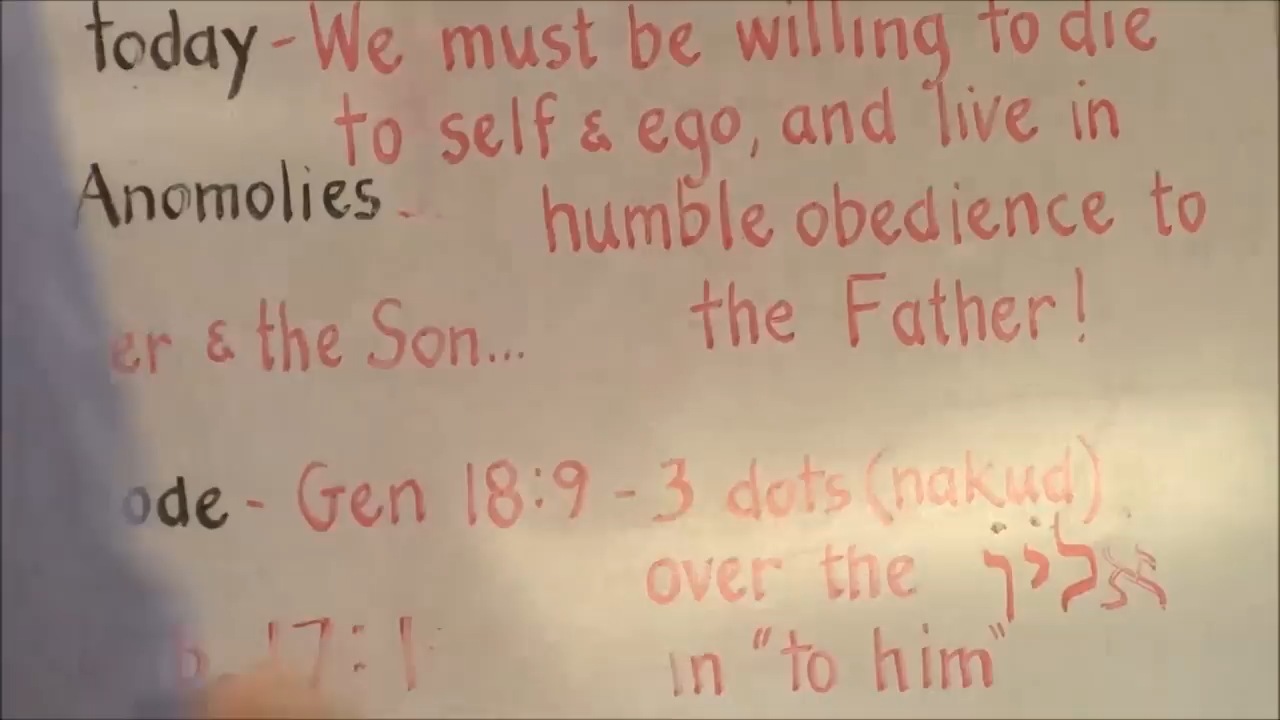 today - We must be willing to die
to self & ego, and live in
Anomolies - humble obedience to
er & the Son... the Father!
ode - Gen 18:9 - 3 dots (nakud)
over the אליו
17:1 in "to him"